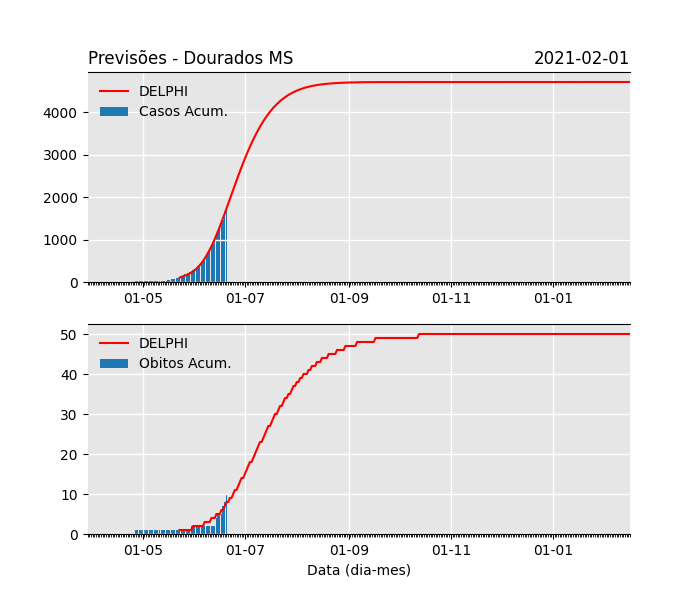 Previsões - Dourados MS 2021-02-01
DELPHI
Casos Acum.
4000
3000
2000
1000
0
01-05 01-07 01-09 01-11 01-01
DELPHI
Obitos Acum.
50
40
30
20
10
0
01-05 01-07 01-09 01-11 01-01
Data (dia-mes)